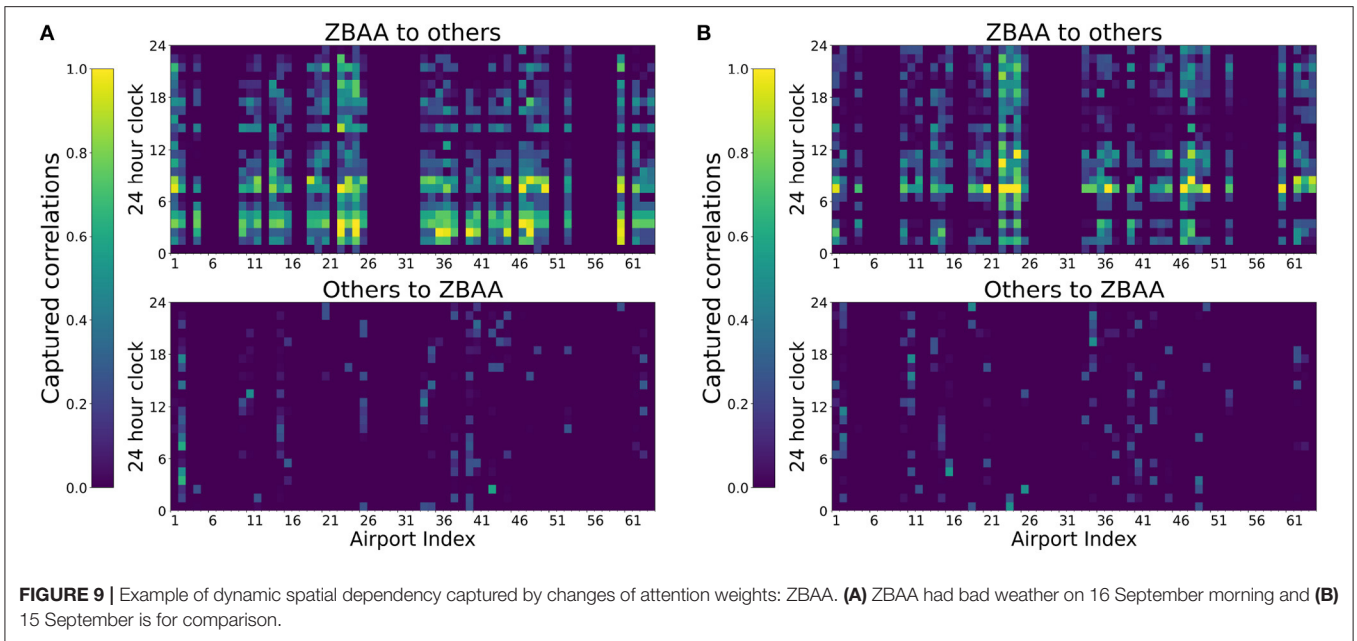 A
ZBAA to others
1.0
0.8
0.6
0.4
0.2
0.0
Captured correlations
24
18
12
6
0
24 hour clock
1 6 11 16 21 26 31 36 41 46 51 56 61
Others to ZBAA
24
18
12
6
0
24 hour clock
1 6 11 16 21 26 31 36 41 46 51 56 61
Airport Index
B
ZBAA to others
1.0
0.8
0.6
0.4
0.2
0.0
Captured correlations
24
18
12
6
0
24 hour clock
1 6 11 16 21 26 31 36 41 46 51 56 61
Others to ZBAA
24
18
12
6
0
24 hour clock
1 6 11 16 21 26 31 36 41 46 51 56 61
Airport Index
FIGURE 9 | Example of dynamic spatial dependency captured by changes of attention weights: ZBAA. (A) ZBAA had bad weather on 16 September morning and (B)
15 September is for comparison.